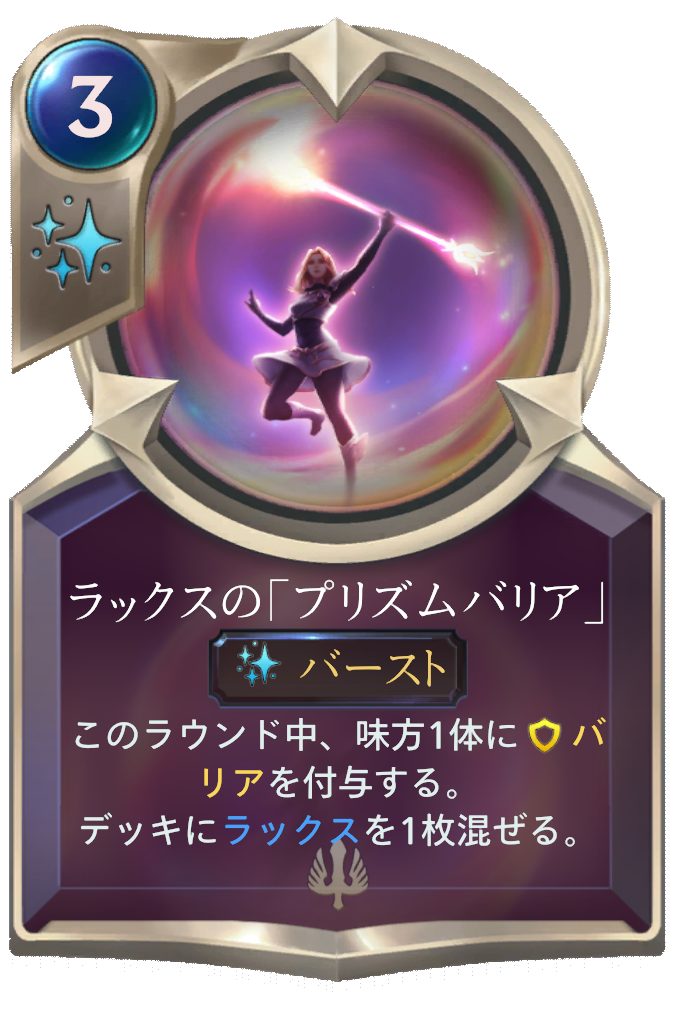 3
ラックスの「プリズムバリア」
バースト
このラウンド中、味方1体に バ
リアを付与する。
デッキにラックスを1枚混ぜる。